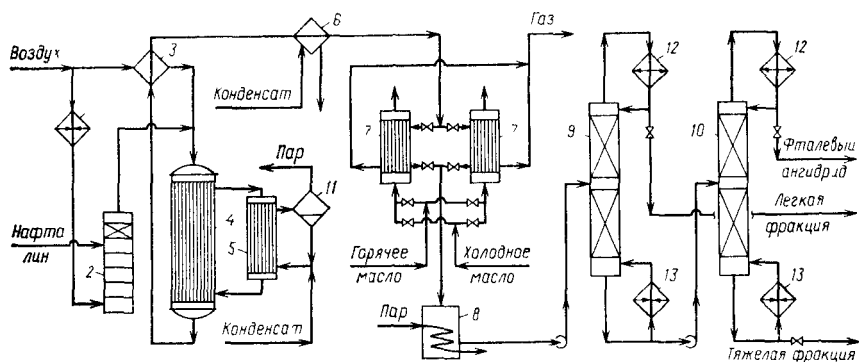 Воздух
3
6
Газ
12
12
Конденсат
7
7
9
10
Пар
Фталевый
ангидрид
11
4
5
Легкая
фракция
Нафта
лин
2
Горячее
масло
Холодное
масло
13
13
Пар
8
Конденсат
Тяжелая фракция